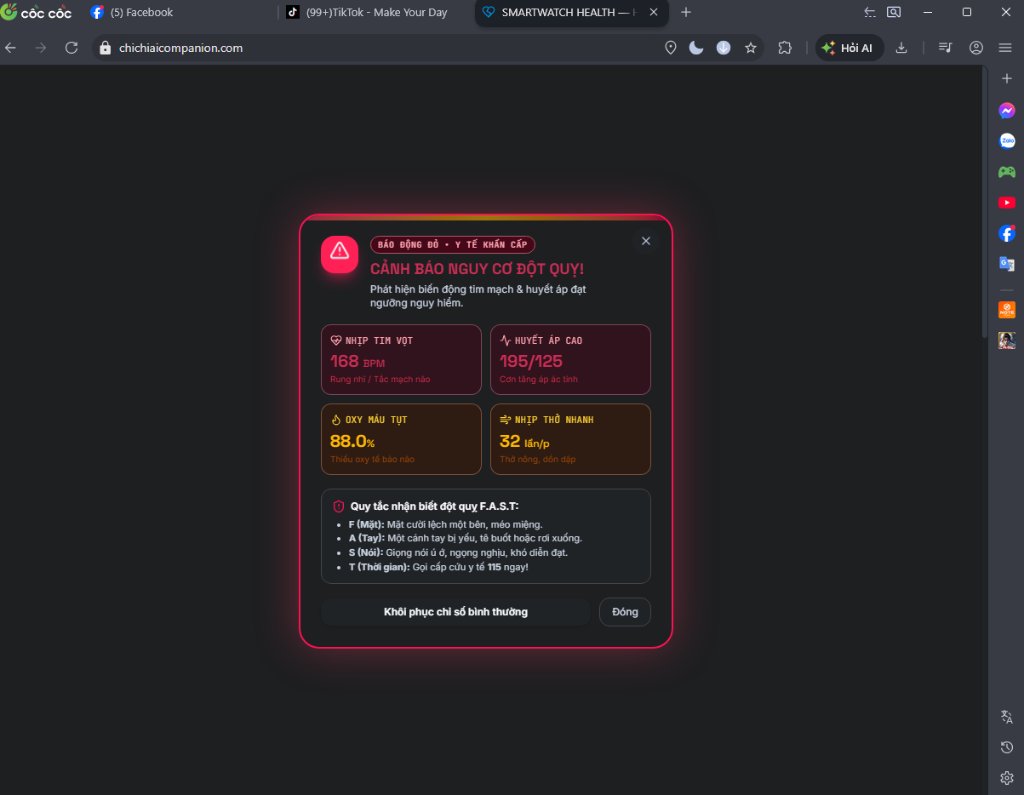 cốc cốc
(5) Facebook
(99+)TikTok - Make Your Day
SMARTWATCH HEALTH —
chichiaicompanion.com
Hỏi AI
Zalo
BÁO ĐỘNG ĐỎ • Y TẾ KHẨN CẤP
CẢNH BÁO NGUY CƠ ĐỘT QUỴ!
Phát hiện biến động tim mạch & huyết áp đạt
ngưỡng nguy hiểm.
NHỊP TIM VỌT
168 BPM
Rung nhĩ / Tắc mạch não
HUYẾT ÁP CAO
195/125
Cơn tăng áp ác tính
OXY MÁU TỤT
88.0%
Thiếu oxy tế bào não
NHỊP THỞ NHANH
32 lần/p
Thở nông, dồn dập
Quy tắc nhận biết đột quỵ F.A.S.T:
• F (Mặt): Mặt cười lệch một bên, méo miệng.
• A (Tay): Một cánh tay bị yếu, tê buốt hoặc rơi xuống.
• S (Nói): Giọng nói ú ớ, ngọng nghịu, khó diễn đạt.
• T (Thời gian): Gọi cấp cứu y tế 115 ngay!
Khôi phục chỉ số bình thường
Đóng